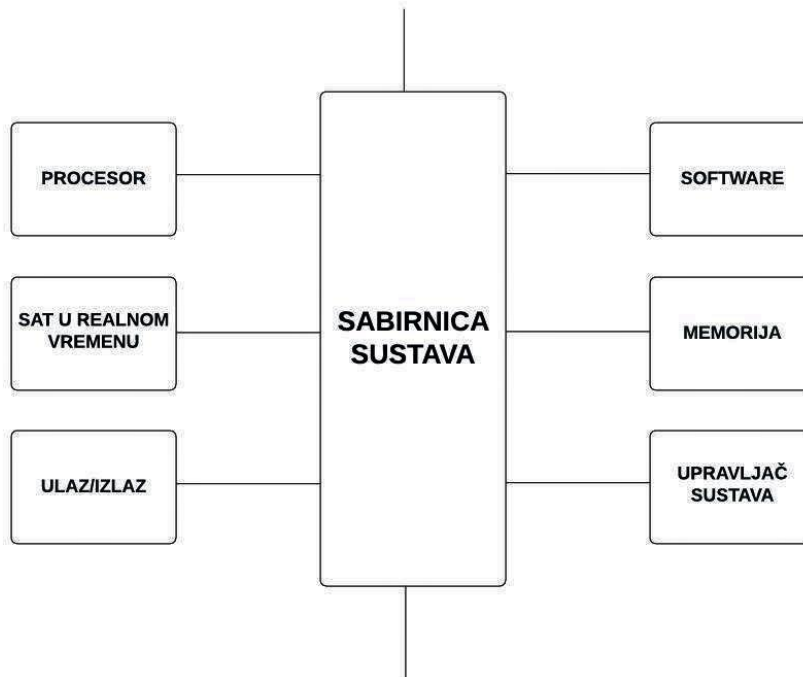 PROCESOR
SOFTWARE
SAT U REALNOM
VREMENU
SABIRNICA
SUSTAVA
MEMORIJA
ULAZ/IZLAZ
UPRAVLJAČ
SUSTAVA